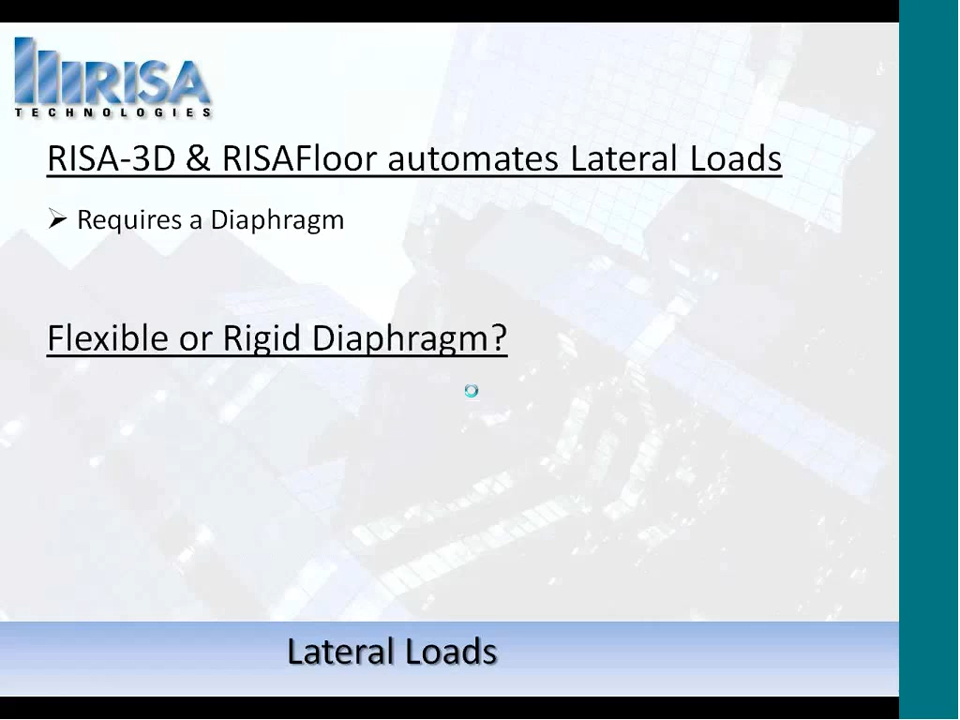 RISA
TECHNOLOGIES
RISA-3D & RISAFloor automates Lateral Loads
➢ Requires a Diaphragm
Flexible or Rigid Diaphragm?
Lateral Loads